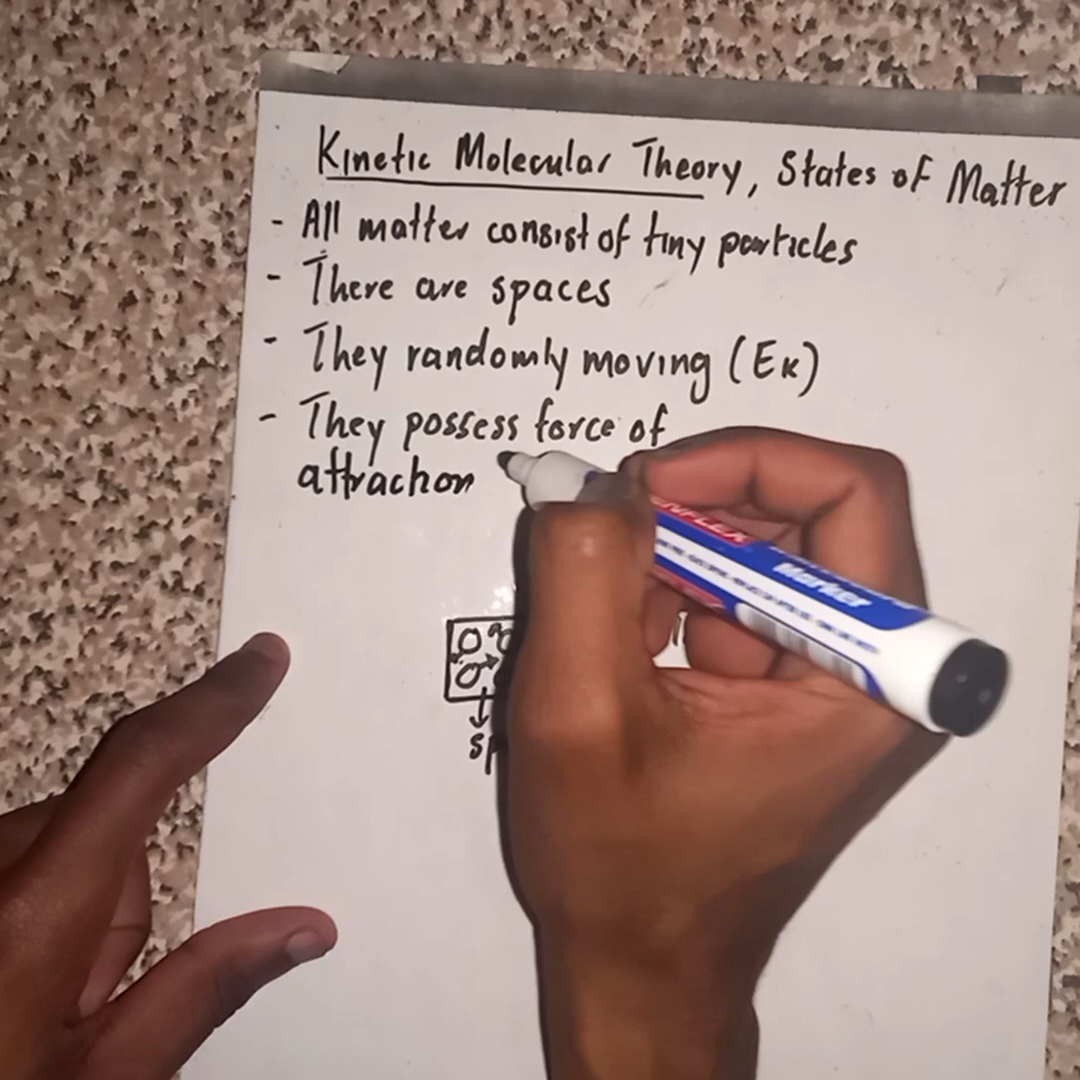 Kinetic Molecular Theory, States of Matter
- All matter consist of tiny particles
- There are spaces
- They randomly moving (Ek)
- They possess force of
attraction
Marker